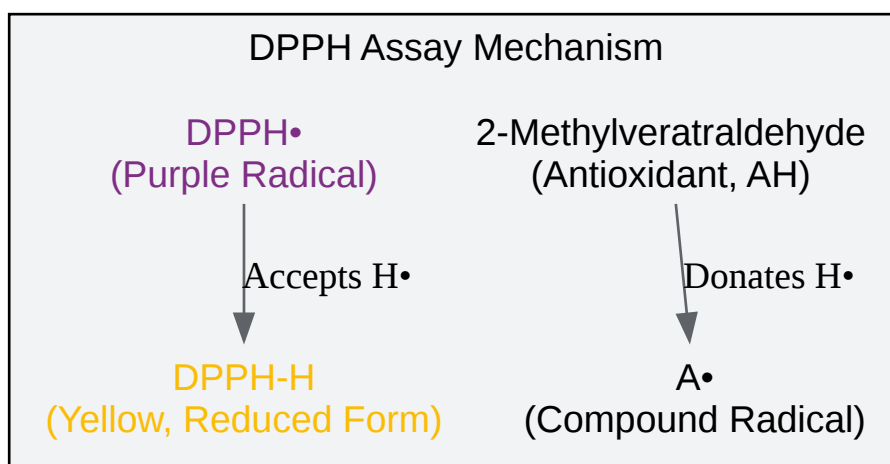 DPPH Assay Mechanism
DPPH•
(Purple Radical)
2-Methylveratraldehyde
(Antioxidant, AH)
Accepts H•
Donates H•
DPPH-H
(Yellow, Reduced Form)
A•
(Compound Radical)